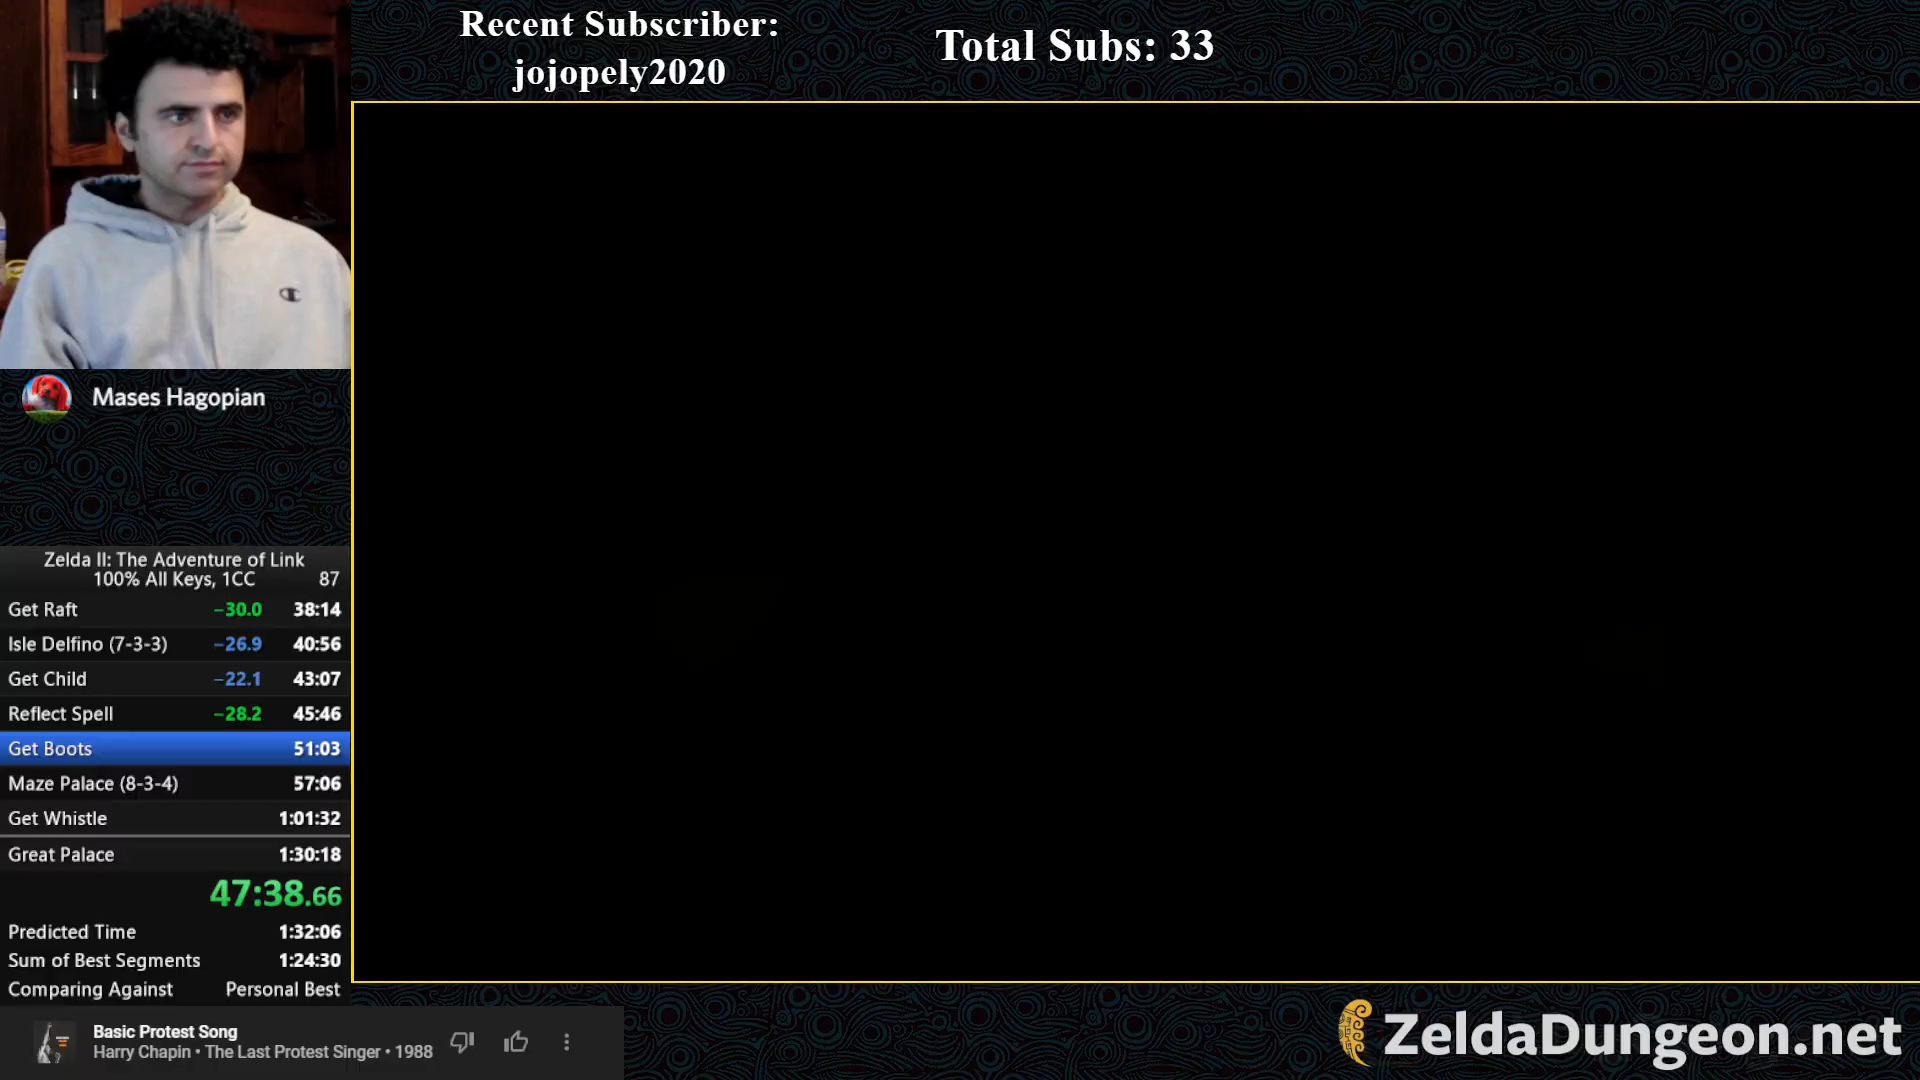 Recent Subscriber:
jojopely2020
Total Subs: 33
Mases Hagopian
Zelda II: The Adventure of Link
100% All Keys, 1CC 87
Get Raft −30.0 38:14
Isle Delfino (7-3-3) −26.9 40:56
Get Child −22.1 43:07
Reflect Spell −28.2 45:46
Get Boots 51:03
Maze Palace (8-3-4) 57:06
Get Whistle 1:01:32
Great Palace 1:30:18
47:38.66
Predicted Time 1:32:06
Sum of Best Segments 1:24:30
Comparing Against Personal Best
Basic Protest Song
Harry Chapin • The Last Protest Singer • 1988
ZeldaDungeon.net